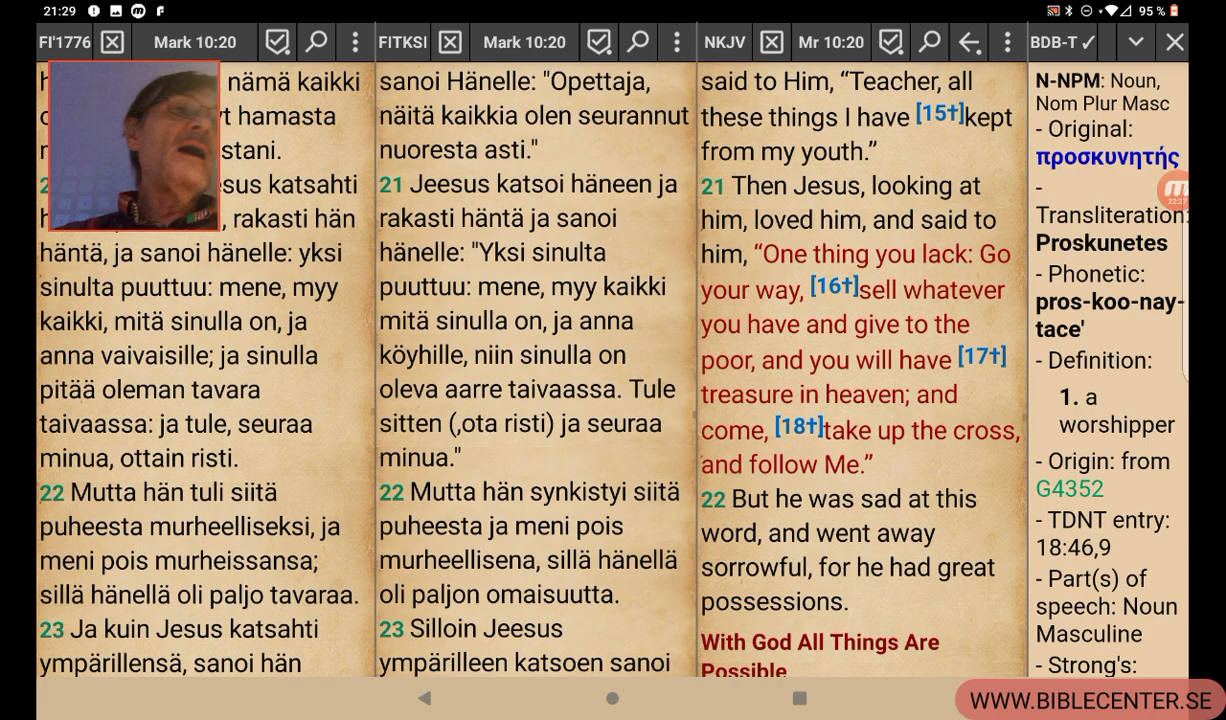 21:29
95 %
FI'1776
Mark 10:20
FITKSI
Mark 10:20
NKJV
Mr 10:20
BDB-T ✓
nämä kaikki
hamasta
stani.
katsahti
, rakasti hän
häntä, ja sanoi hänelle: yksi
sinulta puuttuu: mene, myy
kaikki, mitä sinulla on, ja
anna vaivaisille; ja sinulla
pitää oleman tavara
taivaassa: ja tule, seuraa
minua, ottain risti.
22 Mutta hän tuli siitä
puheesta murheelliseksi, ja
meni pois murheissansa;
sillä hänellä oli paljo tavaraa.
23 Ja kuin Jesus katsahti
ympärillensä, sanoi hän
sanoi Hänelle: "Opettaja,
näitä kaikkia olen seurannut
nuoresta asti."
21 Jeesus katsoi häneen ja
rakasti häntä ja sanoi
hänelle: "Yksi sinulta
puuttuu: mene, myy kaikki
mitä sinulla on, ja anna
köyhille, niin sinulla on
oleva aarre taivaassa. Tule
sitten (,ota risti) ja seuraa
minua."
22 Mutta hän synkistyi siitä
puheesta ja meni pois
murheellisena, sillä hänellä
oli paljon omaisuutta.
23 Silloin Jeesus
ympärilleen katsoen sanoi
said to Him, “Teacher, all
these things I have [15†]kept
from my youth.”
21 Then Jesus, looking at
him, loved him, and said to
him, “One thing you lack: Go
your way, [16†]sell whatever
you have and give to the
poor, and you will have [17†]
treasure in heaven; and
come, [18†]take up the cross,
and follow Me.”
22 But he was sad at this
word, and went away
sorrowful, for he had great
possessions.
With God All Things Are
Possible
N-NPM: Noun,
Nom Plur Masc
- Original:
προσκυνητής
-
Transliteration:
Proskunetes
- Phonetic:
pros-koo-nay-
tace'
- Definition:
1. a
worshipper
- Origin: from
G4352
- TDNT entry:
18:46,9
- Part(s) of
speech: Noun
Masculine
- Strong's:
22:27
WWW.BIBLECENTER.SE